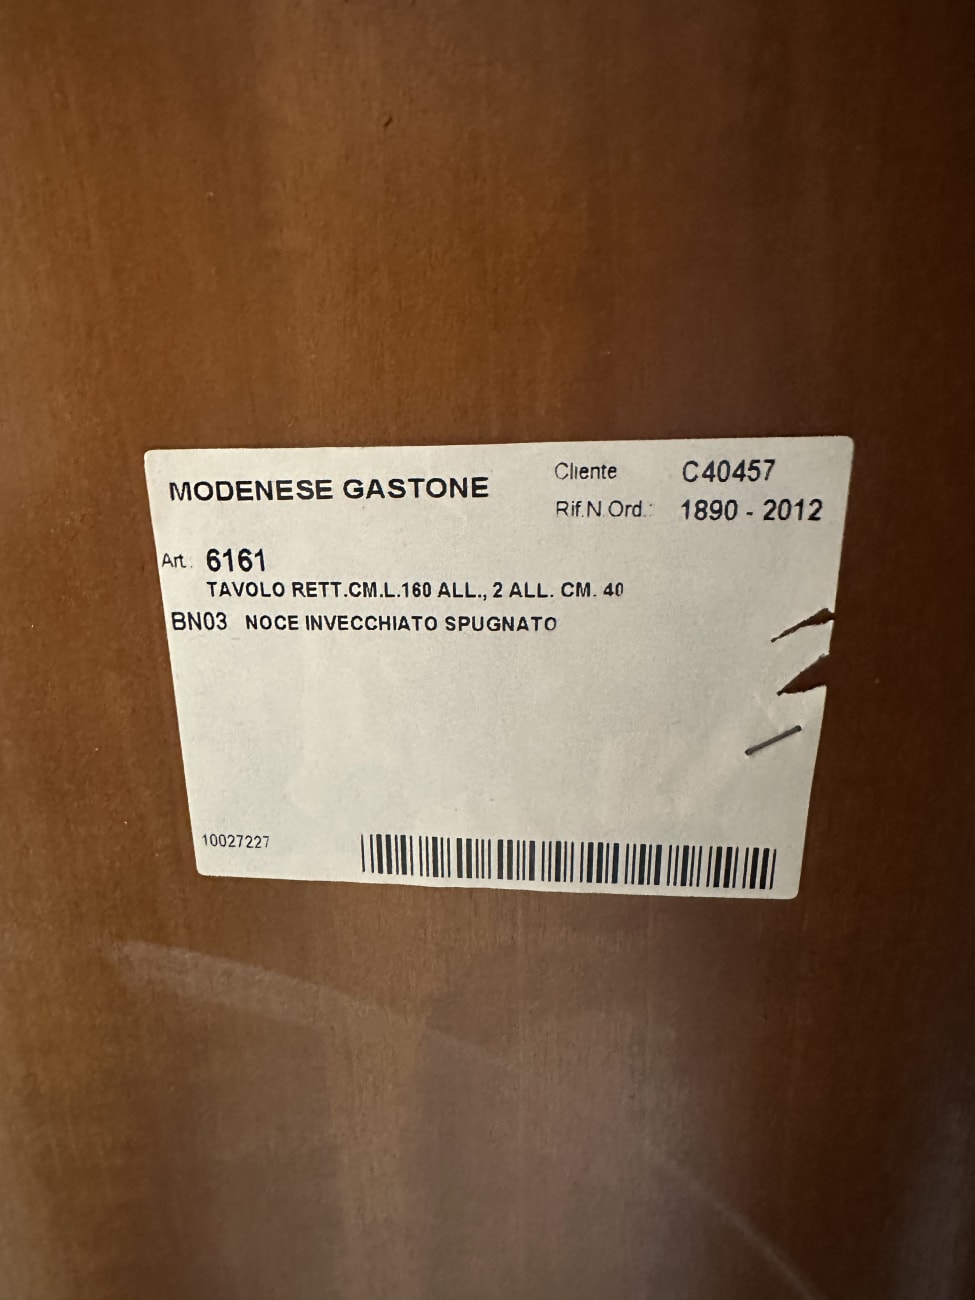 MODENESE GASTONE
Cliente C40457
Rif.N.Ord.: 1890 - 2012
Art.: 6161
TAVOLO RETT.CM.L.160 ALL., 2 ALL. CM. 40
BN03 NOCE INVECCHIATO SPUGNATO
10027227